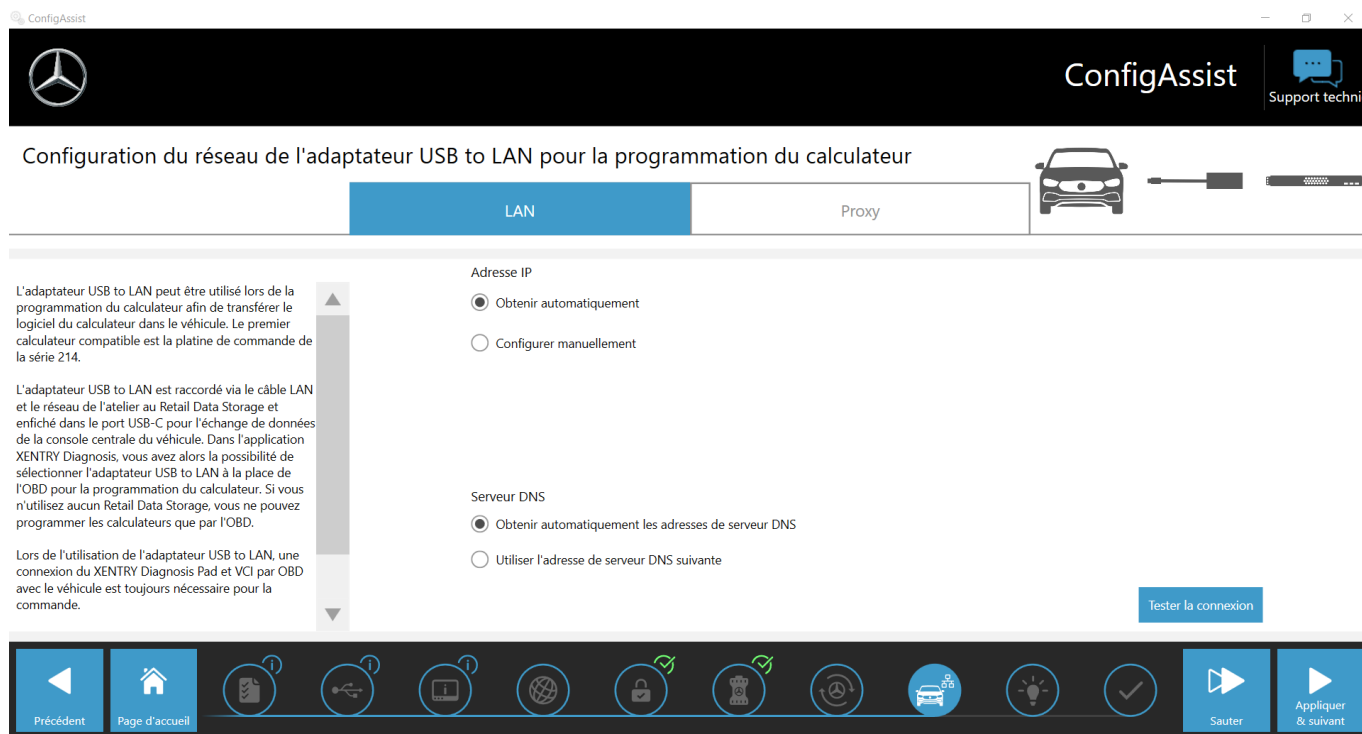 ConfigAssist
ConfigAssist
Support techni
Configuration du réseau de l'adaptateur USB to LAN pour la programmation du calculateur
LAN
Proxy
L'adaptateur USB to LAN peut être utilisé lors de la
programmation du calculateur afin de transférer le
logiciel du calculateur dans le véhicule. Le premier
calculateur compatible est la platine de commande de
la série 214.
L'adaptateur USB to LAN est raccordé via le câble LAN
et le réseau de l'atelier au Retail Data Storage et
enfiché dans le port USB-C pour l'échange de données
de la console centrale du véhicule. Dans l'application
XENTRY Diagnosis, vous avez alors la possibilité de
sélectionner l'adaptateur USB to LAN à la place de
l'OBD pour la programmation du calculateur. Si vous
n'utilisez aucun Retail Data Storage, vous ne pouvez
programmer les calculateurs que par l'OBD.
Lors de l'utilisation de l'adaptateur USB to LAN, une
connexion du XENTRY Diagnosis Pad et VCI par OBD
avec le véhicule est toujours nécessaire pour la
commande.
Adresse IP
Obtenir automatiquement
Configurer manuellement
Serveur DNS
Obtenir automatiquement les adresses de serveur DNS
Utiliser l'adresse de serveur DNS suivante
Tester la connexion
Précédent
Page d'accueil
Sauter
Appliquer
& suivant